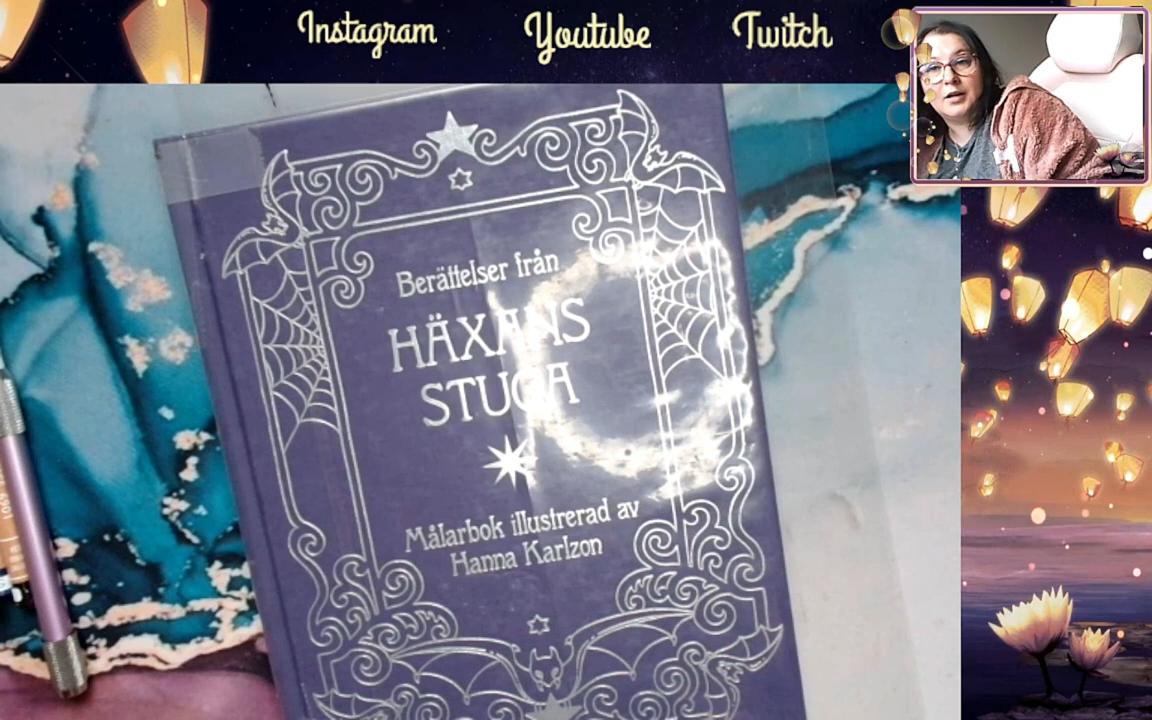 Instagram Youtube Twitch
Berättelser från
HÄXANS
STUGA
Målarbok illustrerad av
Hanna Karlzon